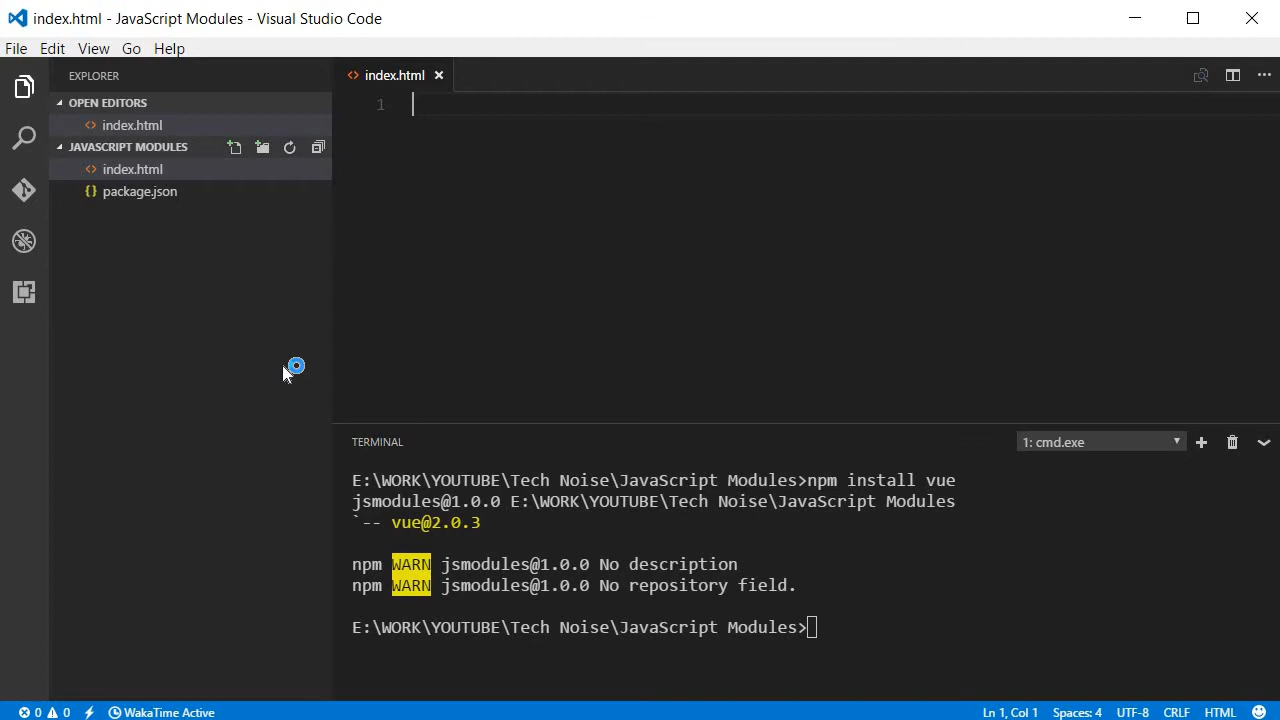 index.html - JavaScript Modules - Visual Studio Code
File Edit View Go Help
EXPLORER
OPEN EDITORS
index.html
JAVASCRIPT MODULES
index.html
package.json
index.html
1
TERMINAL
1: cmd.exe
E:\WORK\YOUTUBE\Tech Noise\JavaScript Modules>npm install vue
jsmodules@1.0.0 E:\WORK\YOUTUBE\Tech Noise\JavaScript Modules
`-- vue@2.0.3
npm WARN jsmodules@1.0.0 No description
npm WARN jsmodules@1.0.0 No repository field.
E:\WORK\YOUTUBE\Tech Noise\JavaScript Modules>
0 0 WakaTime Active Ln 1, Col 1 Spaces: 4 UTF-8 CRLF HTML